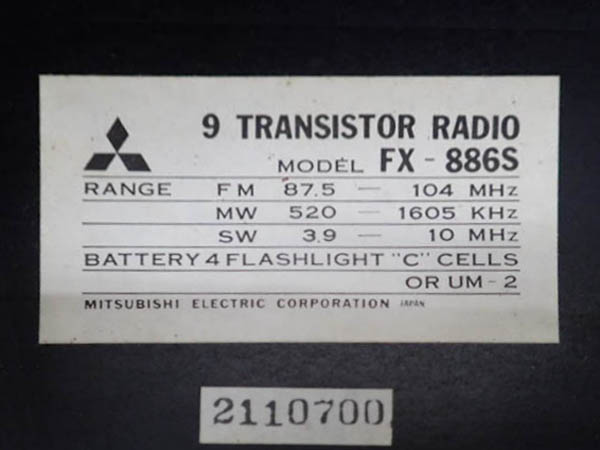 9 TRANSISTOR RADIO
MODEL FX-886S
RANGE FM 87.5 — 104 MHz
MW 520 — 1605 KHz
SW 3.9 — 10 MHz
BATTERY 4 FLASHLIGHT "C" CELLS
OR UM-2
MITSUBISHI ELECTRIC CORPORATION JAPAN
2110700